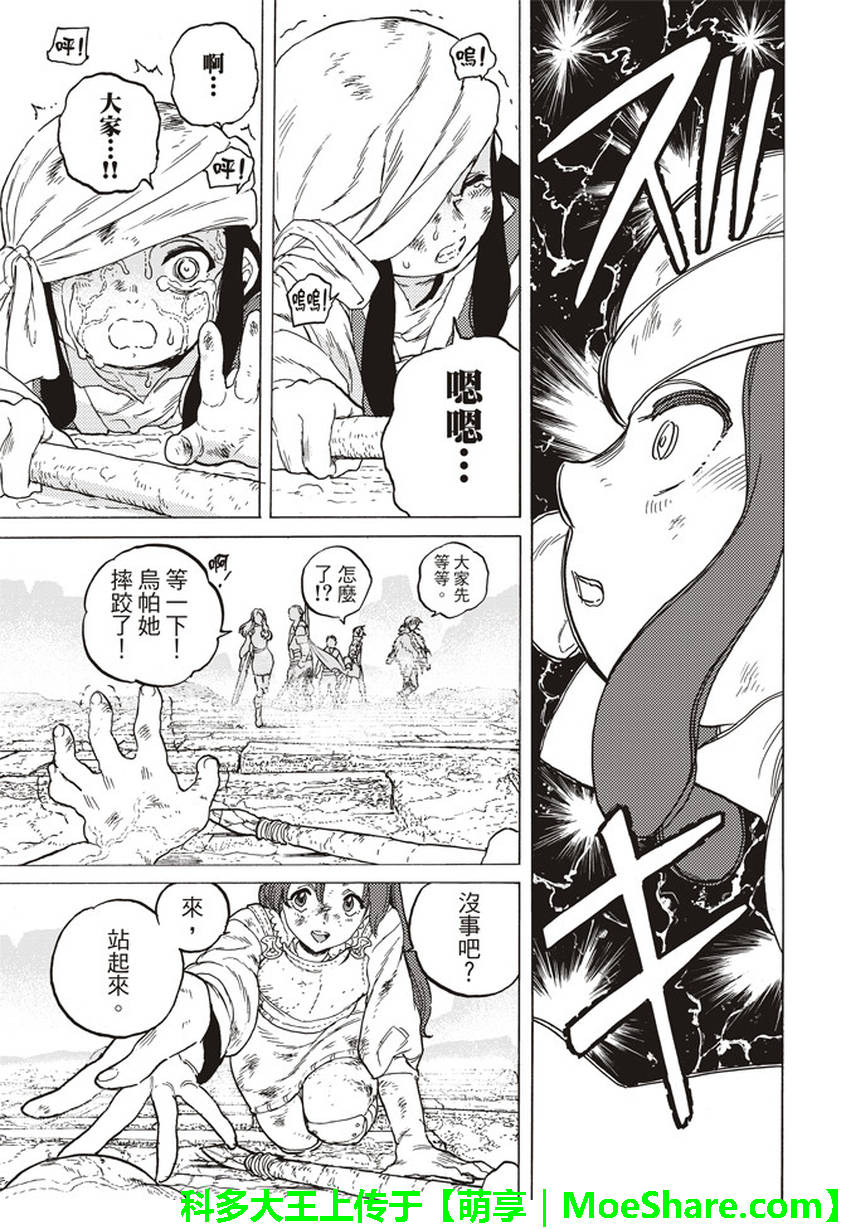 ズル
キ
嗚!
嗚嗚!
嗯嗯…
呼!
啊…
大家…!!
呼!
大家先
等等。
怎麼
了!?
啊!
等一下!
烏帕她
摔跤了!
沒事吧?
來,
站起來。
科多大王上传于【萌享|MoeShare.com】